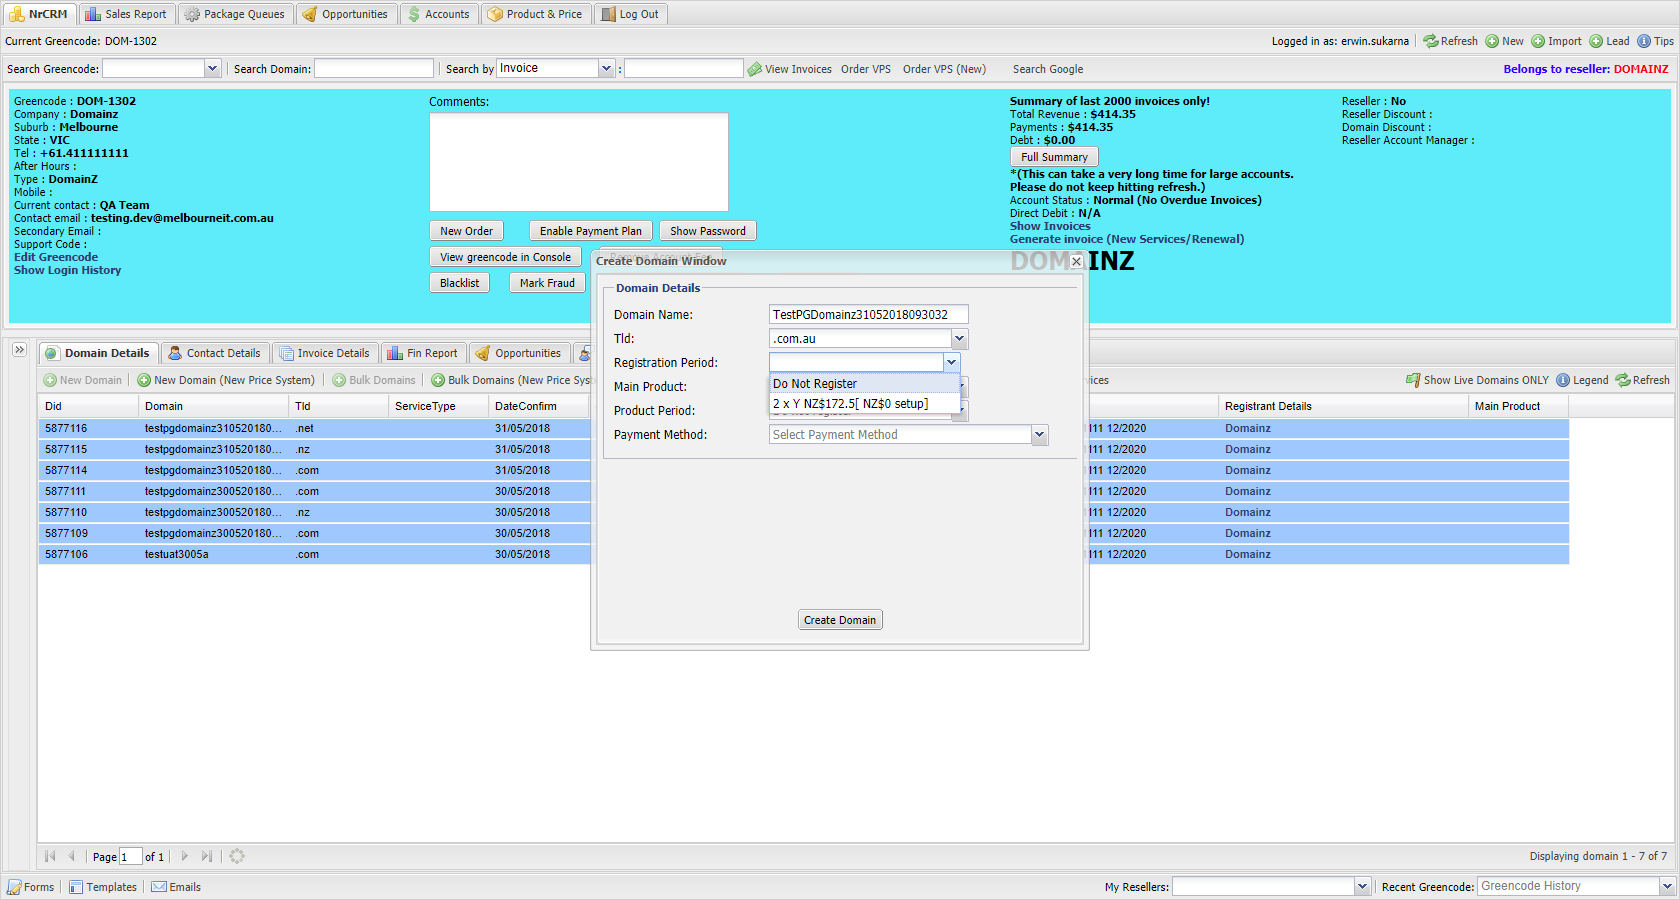 NrCRM Sales Report Package Queues Opportunities Accounts Product & Price Log Out
Current Greencode: DOM-1302 Logged in as: erwin.sukarna Refresh New Import Lead Tips
Search Greencode: Search Domain: Search by Invoice : View Invoices Order VPS Order VPS (New) Search Google Belongs to reseller: DOMAINZ
Greencode : DOM-1302
Company : Domainz
Suburb : Melbourne
State : VIC
Tel : +61.411111111
After Hours :
Type : DomainZ
Mobile :
Current contact : QA Team
Contact email : testing.dev@melbourneit.com.au
Secondary Email :
Support Code :
Edit Greencode
Show Login History
Comments:
New Order Enable Payment Plan Show Password
View greencode in Console
Blacklist Mark Fraud
Summary of last 2000 invoices only!
Total Revenue : $414.35
Payments : $414.35
Debt : $0.00
Full Summary
*(This can take a very long time for large accounts.
Please do not keep hitting refresh.)
Account Status : Normal (No Overdue Invoices)
Direct Debit : N/A
Show Invoices
Generate invoice (New Services/Renewal)
DOMAINZ
Reseller : No
Reseller Discount :
Domain Discount :
Reseller Account Manager :
Create Domain Window
Domain Details
Domain Name: TestPGDomainz31052018093032
Tld: .com.au
Registration Period:
Do Not Register
2 x Y NZ$172.5[ NZ$0 setup]
Main Product:
Product Period:
Payment Method: Select Payment Method
Create Domain
Domain Details Contact Details Invoice Details Fin Report Opportunities
New Domain New Domain (New Price System) Bulk Domains Bulk Domains (New Price Syst vices Show Live Domains ONLY Legend Refresh
Did Domain Tld ServiceType DateConfirm Registrant Details Main Product
5877116 testpgdomainz310520180... .net 31/05/2018 111 12/2020 Domainz
5877115 testpgdomainz310520180... .nz 31/05/2018 111 12/2020 Domainz
5877114 testpgdomainz310520180... .com 31/05/2018 111 12/2020 Domainz
5877111 testpgdomainz300520180... .com 30/05/2018 111 12/2020 Domainz
5877110 testpgdomainz300520180... .nz 30/05/2018 111 12/2020 Domainz
5877109 testpgdomainz300520180... .com 30/05/2018 111 12/2020 Domainz
5877106 testuat3005a .com 30/05/2018 111 12/2020 Domainz
Page 1 of 1 Displaying domain 1 - 7 of 7
Forms Templates Emails My Resellers: Recent Greencode: Greencode History